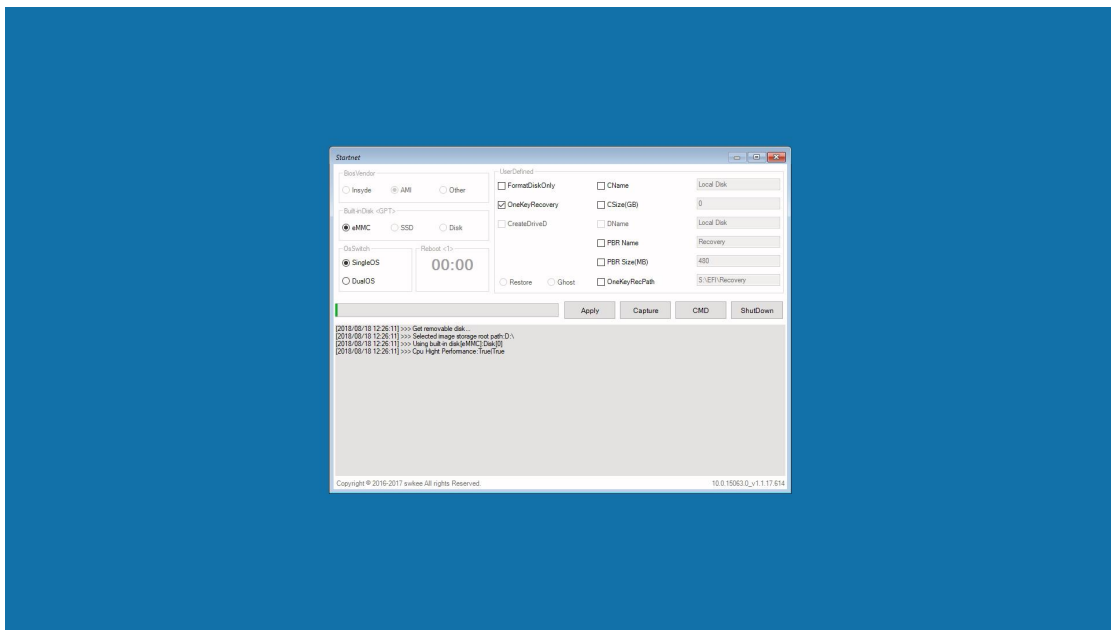 Startnet
BiosVendor
Insyde AMI Other
Built-inDisk <GPT>
eMMC SSD Disk
OsSwitch
SingleOS
DualOS
Reboot <1>
00:00
UserDefined
FormatDiskOnly CName Local Disk
OneKeyRecovery CSize(GB) 0
CreateDriveD DName Local Disk
PBR Name Recovery
PBR Size(MB) 480
Restore Ghost OneKeyRecPath S:\EFI\Recovery
Apply Capture CMD ShutDown
[2018/08/18 12:26:11] >>> Get removable disk...
[2018/08/18 12:26:11] >>> Selected image storage root path:D:\
[2018/08/18 12:26:11] >>> Using built-in disk[eMMC]:Disk[0]
[2018/08/18 12:26:11] >>> Cpu Hight Performance:True|True
Copyright © 2016-2017 swkee All rights Reserved. 10.0.15063.0_v1.1.17.614